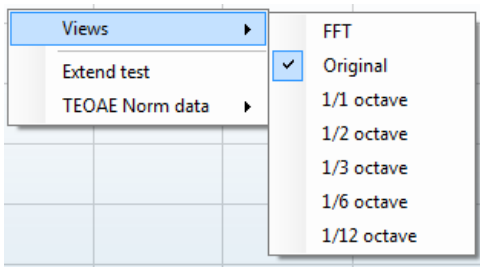 Views
Extend test
TEOAE Norm data
FFT
Original
1/1 octave
1/2 octave
1/3 octave
1/6 octave
1/12 octave